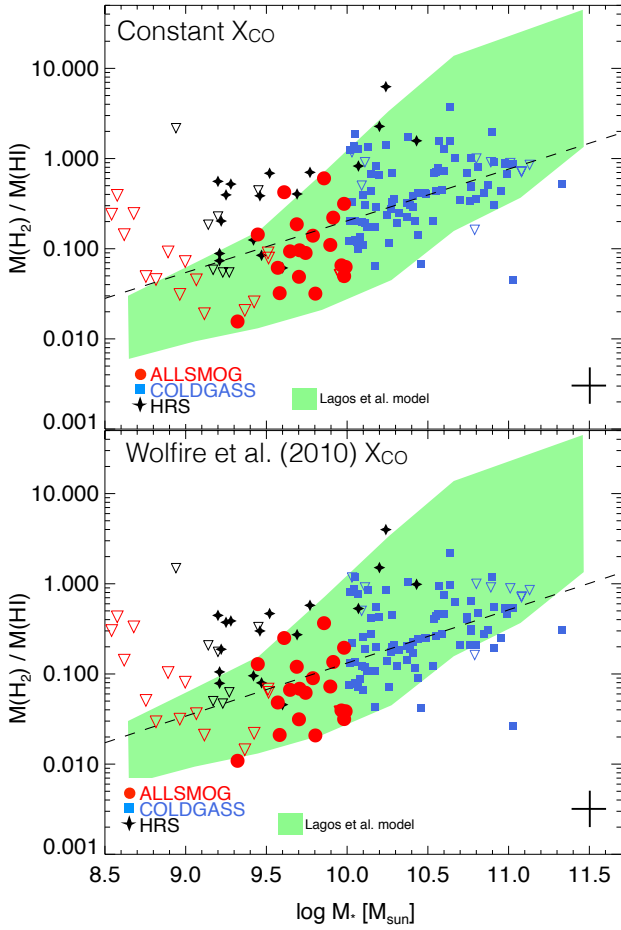 Constant X_CO
10.000
1.000
0.100
0.010
0.001
M(H₂) / M(HI)
ALLSMOG
COLDGASS
HRS
Lagos et al. model
Wolfire et al. (2010) X_CO
10.000
1.000
0.100
0.010
0.001
M(H₂) / M(HI)
ALLSMOG
COLDGASS
HRS
Lagos et al. model
8.5 9.0 9.5 10.0 10.5 11.0 11.5
log M* [M_sun]